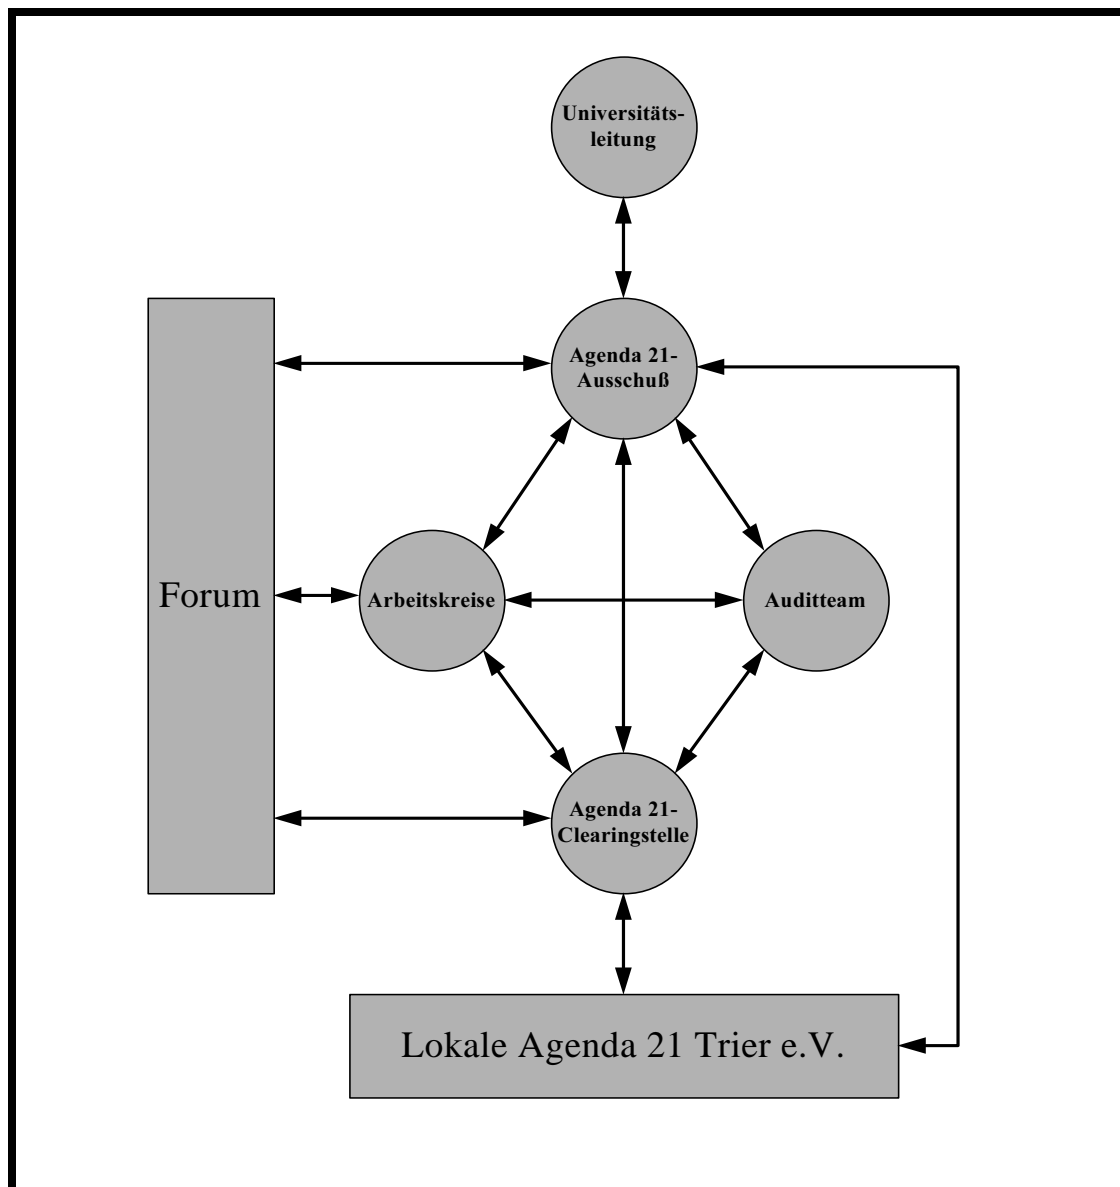 Universitäts-
leitung
Agenda 21-
Ausschuß
Forum
Arbeitskreise
Auditteam
Agenda 21-
Clearingstelle
Lokale Agenda 21 Trier e.V.